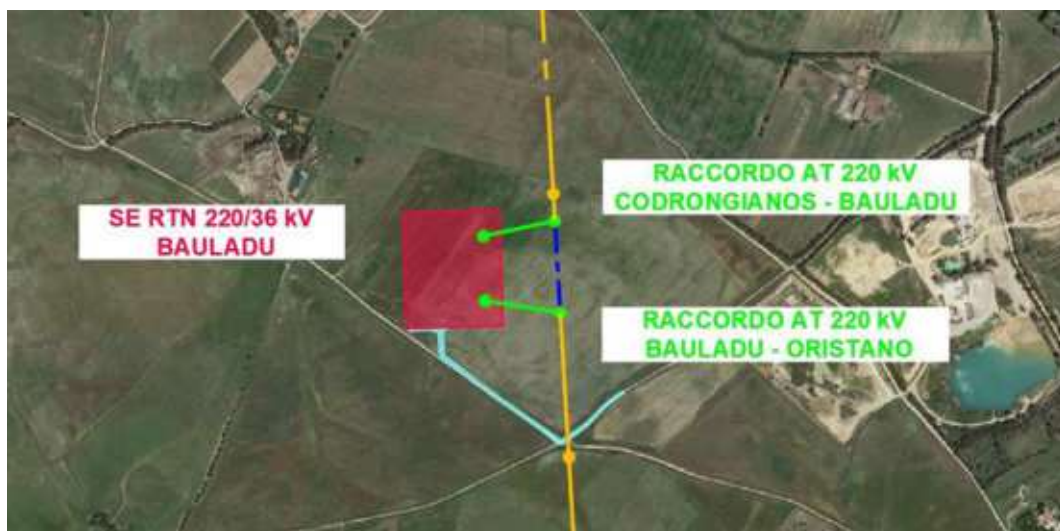 RACCORDO AT 220 kV
CODRONGIANOS - BAULADU
SE RTN 220/36 kV
BAULADU
RACCORDO AT 220 kV
BAULADU - ORISTANO